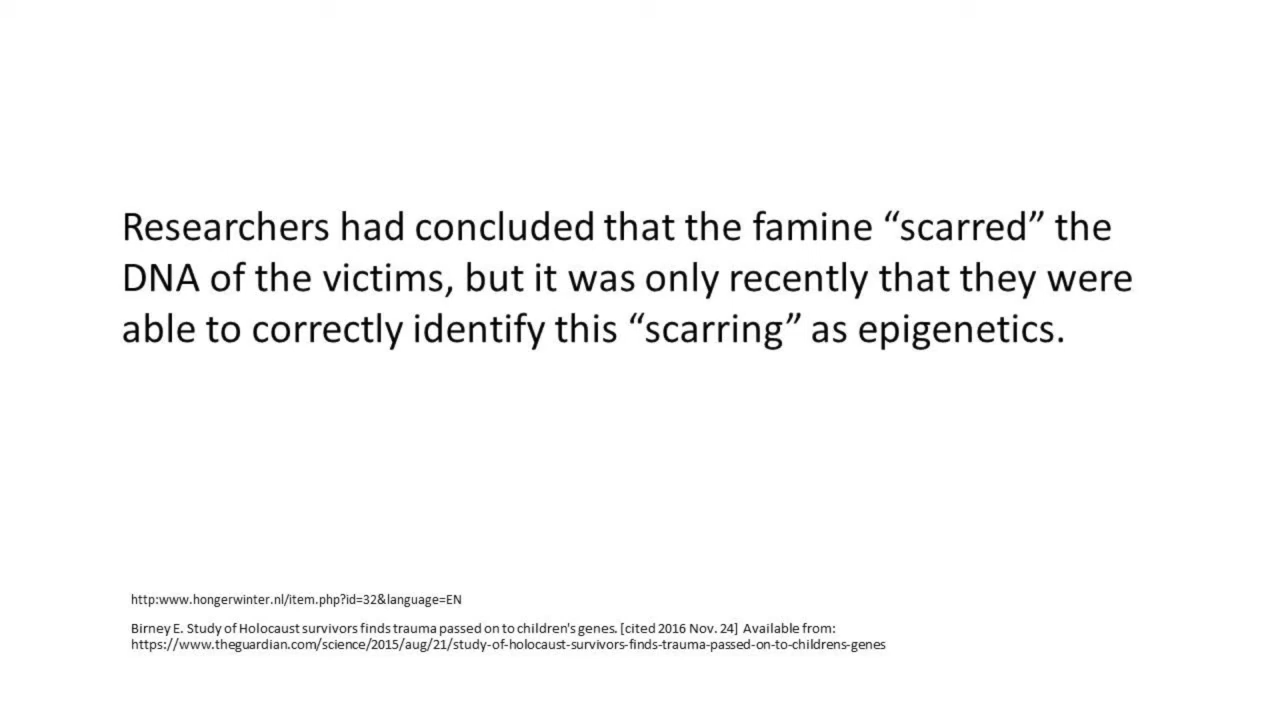 Researchers had concluded that the famine “scarred” the
DNA of the victims, but it was only recently that they were
able to correctly identify this “scarring” as epigenetics.
http:www.hongerwinter.nl/item.php?id=32&language=EN
Birney E. Study of Holocaust survivors finds trauma passed on to children's genes. [cited 2016 Nov. 24] Available from:
https://www.theguardian.com/science/2015/aug/21/study-of-holocaust-survivors-finds-trauma-passed-on-to-childrens-genes